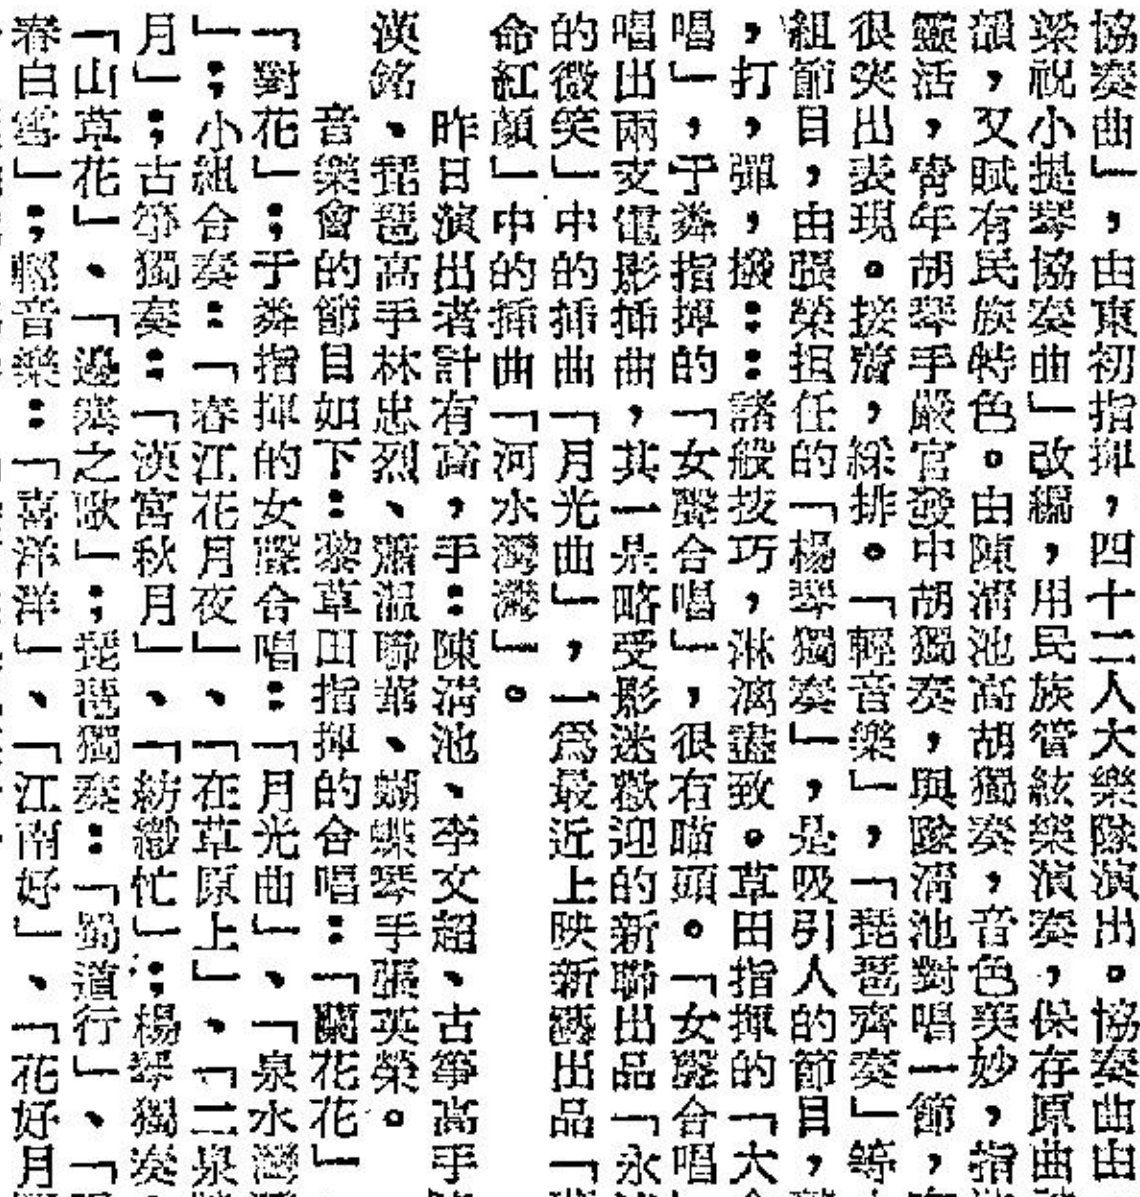 協奏曲」，由東初指揮，四十二人大樂隊演出。協奏曲由
梁祝小提琴協奏曲」改編，用民族管絃樂演奏，保存原曲
韻，又賦有民族特色。由陳清池高胡獨奏，音色美妙，指
靈活，青年胡琴手嚴官發中胡獨奏，與隊清池對唱一節，
很突出表現。接着，綵排。「輕音樂」，「琵琶齊奏」等
組節目，由張榮担任的「楊琴獨奏」，是吸引人的節目，
，打，彈，搬……諸般技巧，淋漓盡致。草田指揮的「大
唱」，于粦指揮的「女聲合唱」，很有瞄頭。「女聲合唱
唱出兩支電影插曲，其一是略受影迷歡迎的新聯出品「永
的微笑」中的插曲「月光曲」，一爲最近上映新聯出品「
命紅顏」中的插曲「河水灣灣」。
昨日演出者計有高，手：陳清池、李文超、古箏高手
漢銘、琵琶高手林忠烈、蕭温聯華、蝴蝶琴手張英榮。
音樂會的節目如下：黎草田指揮的合唱：「蘭花花」
「對花」；于粦指揮的女聲合唱：「月光曲」、「泉水灣
」；小組合奏：「春江花月夜」、「在草原上」、「二泉
月」；古箏獨奏：「漢宮秋月」、「紡織忙」；楊琴獨奏
「山草花」、「邊寨之歌」；琵琶獨奏：「蜀道行」、「
春白雪」；輕音樂：「喜洋洋」、「江南好」、「花好月